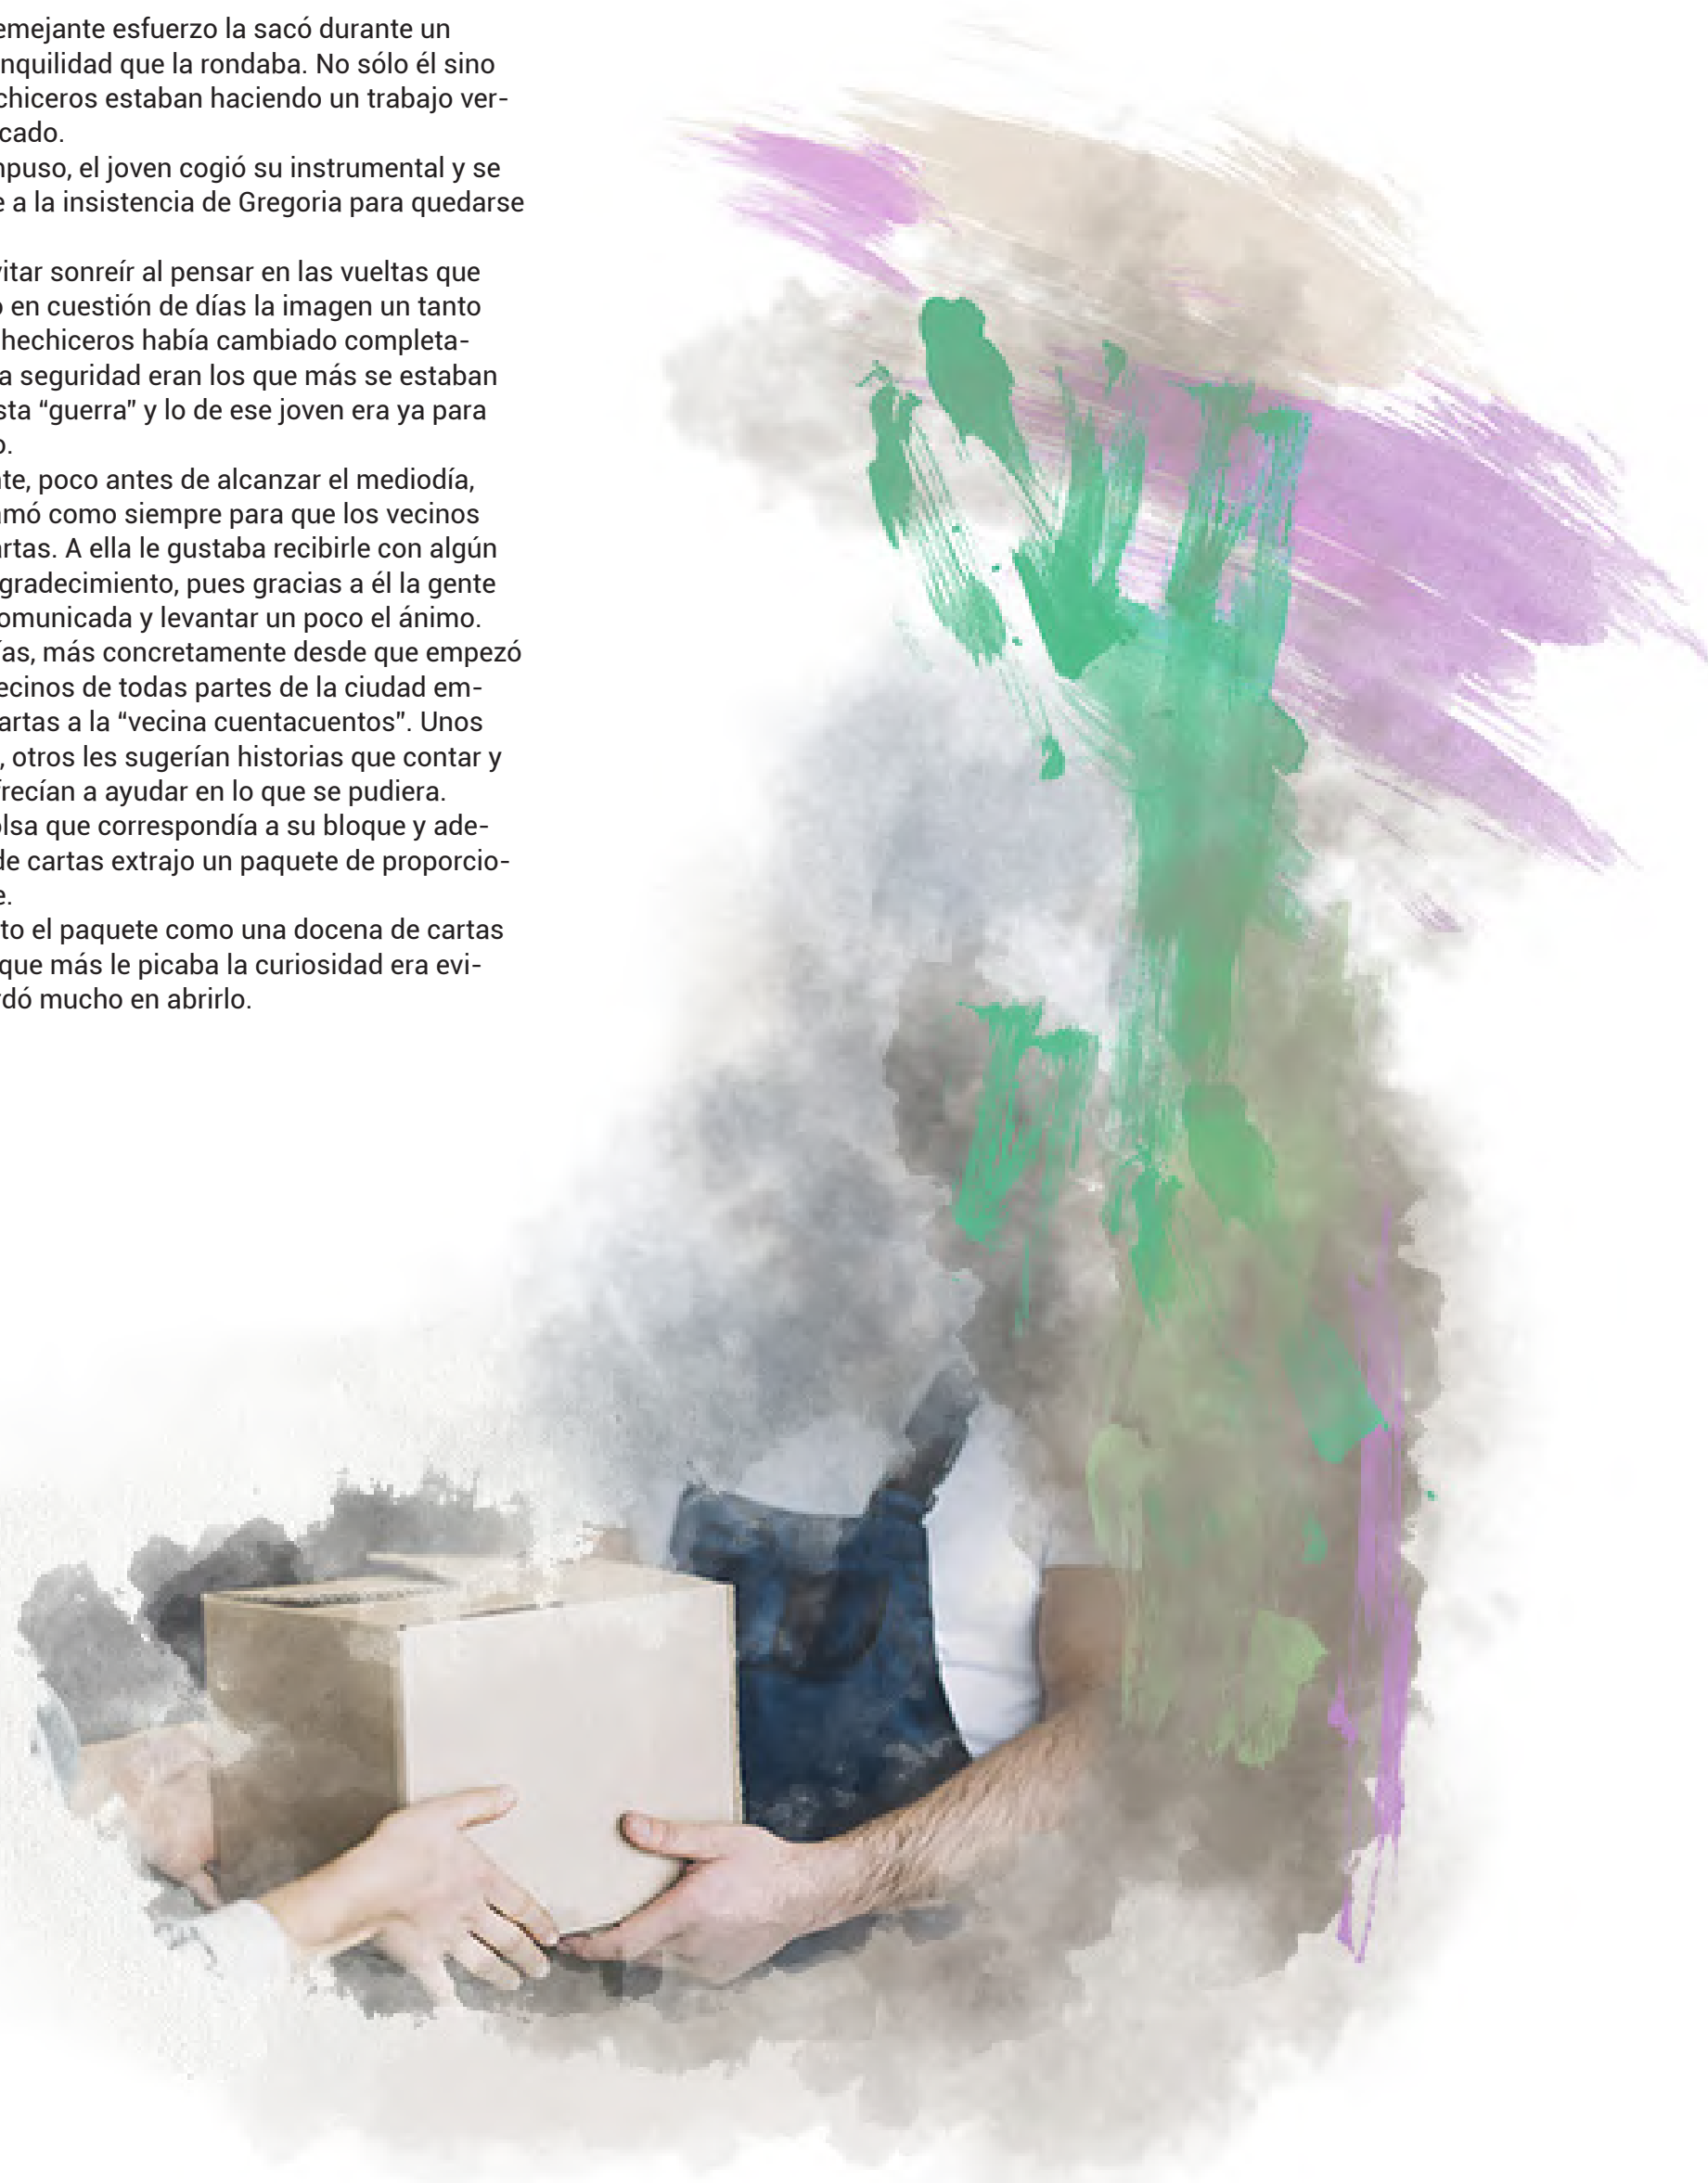 emejante esfuerzo la sacó durante un
nquilidad que la rondaba. No sólo él sino
chiceros estaban haciendo un trabajo ver-
cado.
mpuso, el joven cogió su instrumental y se
e a la insistencia de Gregoria para quedarse
vitar sonreír al pensar en las vueltas que
o en cuestión de días la imagen un tanto
hechiceros había cambiado completa-
a seguridad eran los que más se estaban
sta “guerra” y lo de ese joven era ya para
o.
te, poco antes de alcanzar el mediodía,
amó como siempre para que los vecinos
artas. A ella le gustaba recibirle con algún
gradecimiento, pues gracias a él la gente
omunicada y levantar un poco el ánimo.
ías, más concretamente desde que empezó
ecinos de todas partes de la ciudad em-
artas a la “vecina cuentacuentos”. Unos
, otros les sugerían historias que contar y
frecían a ayudar en lo que se pudiera.
olsa que correspondía a su bloque y ade-
de cartas extrajo un paquete de proporcio-
e.
to el paquete como una docena de cartas
que más le picaba la curiosidad era evi-
rdó mucho en abrirlo.